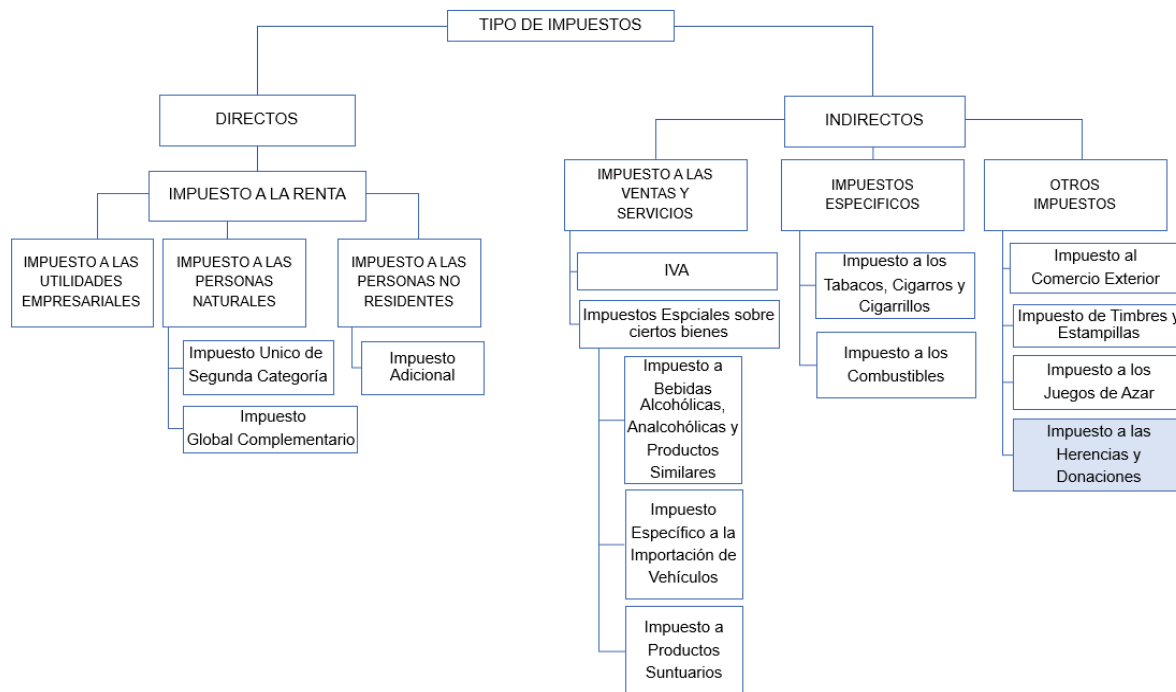 TIPO DE IMPUESTOS
DIRECTOS
IMPUESTO A LA RENTA
IMPUESTO A LAS
UTILIDADES
EMPRESARIALES
IMPUESTO A LAS
PERSONAS
NATURALES
Impuesto Unico de
Segunda Categoría
Impuesto
Global Complementario
IMPUESTO A LAS
PERSONAS NO
RESIDENTES
Impuesto
Adicional
INDIRECTOS
IMPUESTO A LAS
VENTAS Y
SERVICIOS
IVA
Impuestos Espciales sobre
ciertos bienes
Impuesto a
Bebidas
Alcohólicas,
Analcohólicas y
Productos
Similares
Impuesto
Específico a la
Importación de
Vehículos
Impuesto a
Productos
Suntuarios
IMPUESTOS
ESPECIFICOS
Impuesto a los
Tabacos, Cigarros y
Cigarrillos
Impuesto a los
Combustibles
OTROS
IMPUESTOS
Impuesto al
Comercio Exterior
Impuesto de Timbres y
Estampillas
Impuesto a los
Juegos de Azar
Impuesto a las
Herencias y
Donaciones